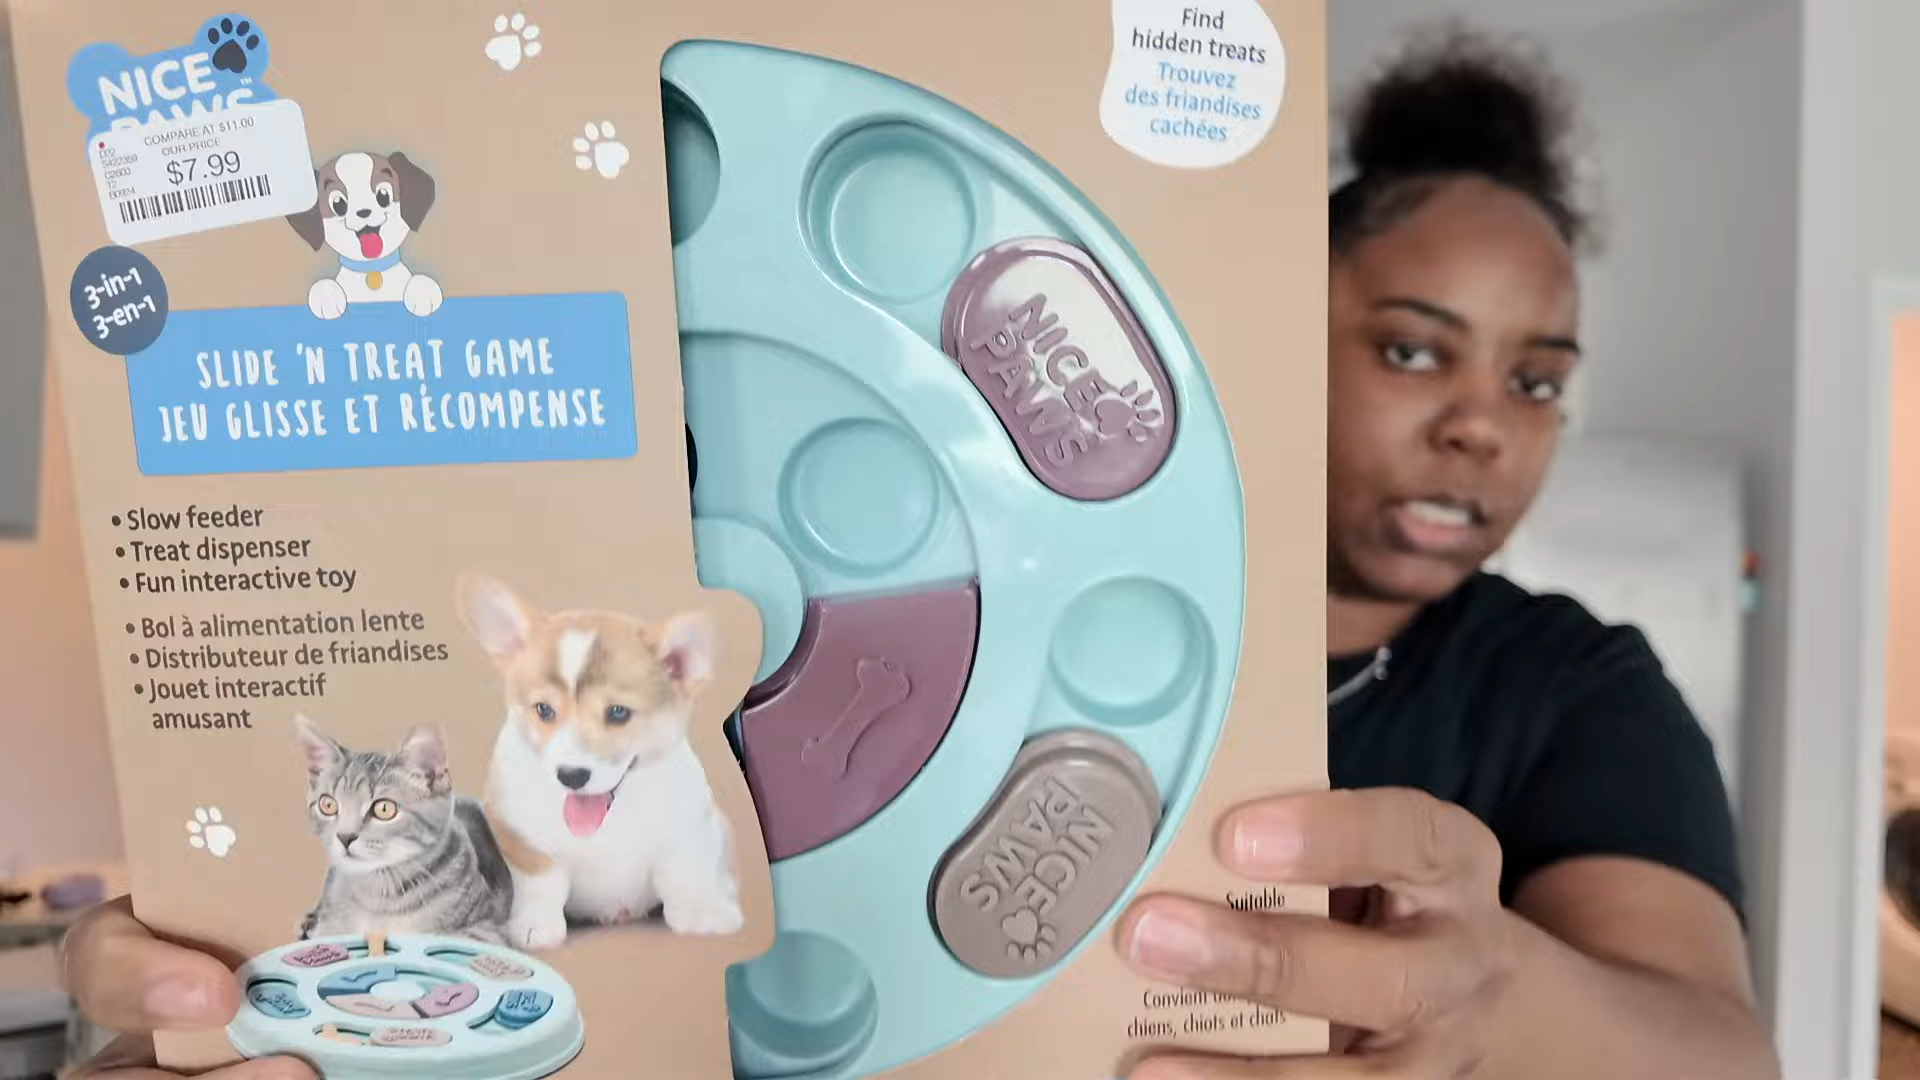 NICE
PAWS
COMPARE AT $11.00
OUR PRICE
$7.99
3-in-1
3-en-1
SLIDE 'N TREAT GAME
JEU GLISSE ET RÉCOMPENSE
• Slow feeder
• Treat dispenser
• Fun interactive toy
• Bol à alimentation lente
• Distributeur de friandises
• Jouet interactif
amusant
Find
hidden treats
Trouvez
des friandises
cachées
NICE
PAWS
NICE
PAWS
Suitable
Convient
chiens, chiots et chats